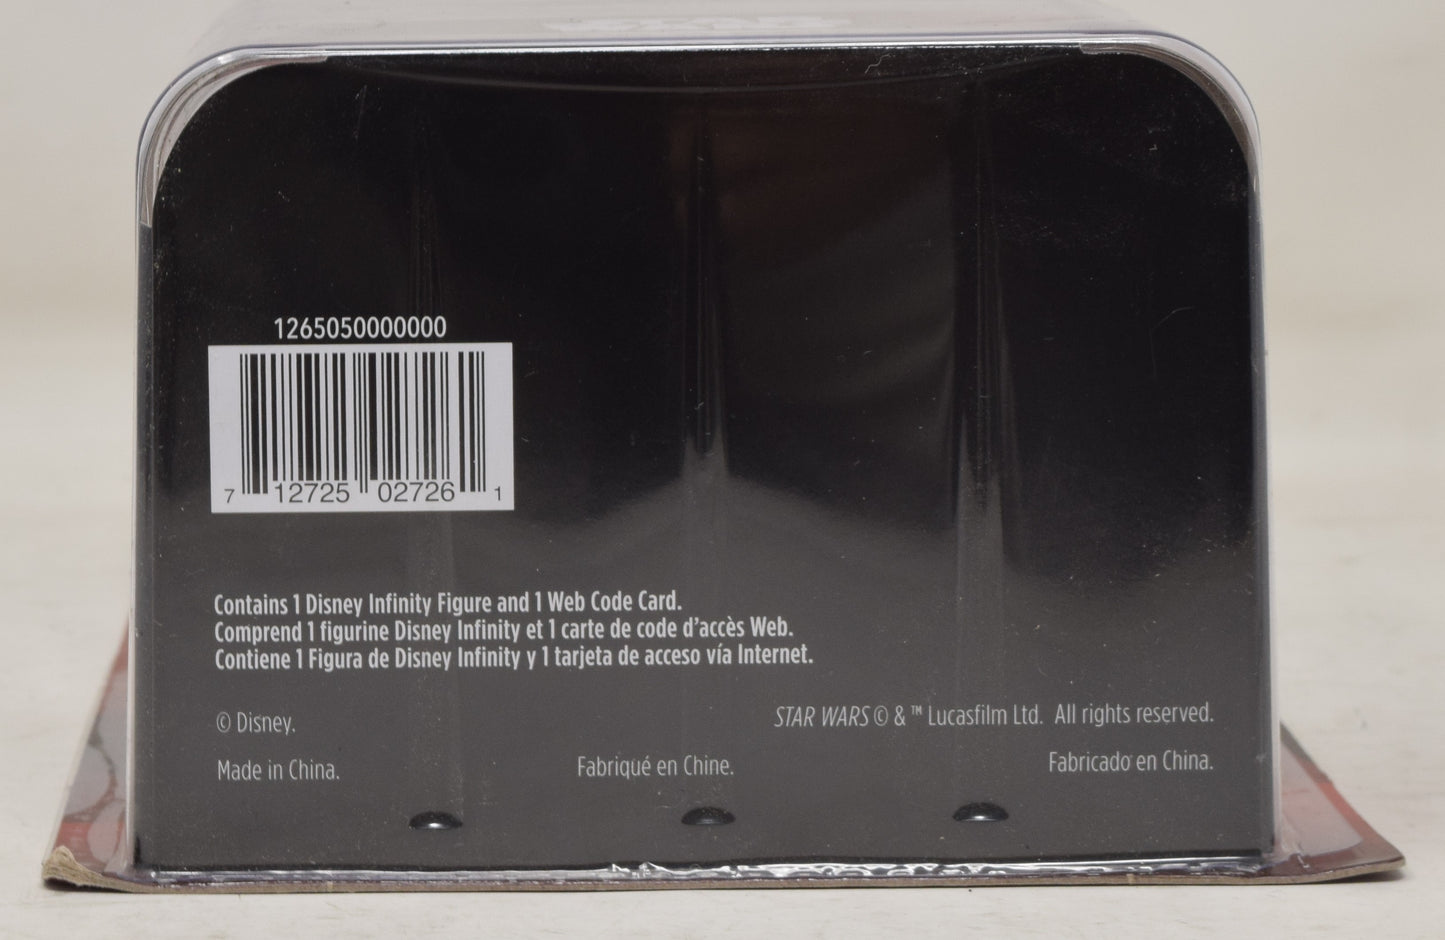 1265050000000
7 12725 02726 1
Contains 1 Disney Infinity Figure and 1 Web Code Card.
Comprend 1 figurine Disney Infinity et 1 carte de code d'accès Web.
Contiene 1 Figura de Disney Infinity y 1 tarjeta de acceso vía Internet.
© Disney.
STAR WARS © & ™ Lucasfilm Ltd. All rights reserved.
Made in China.
Fabriqué en Chine.
Fabricado en China.